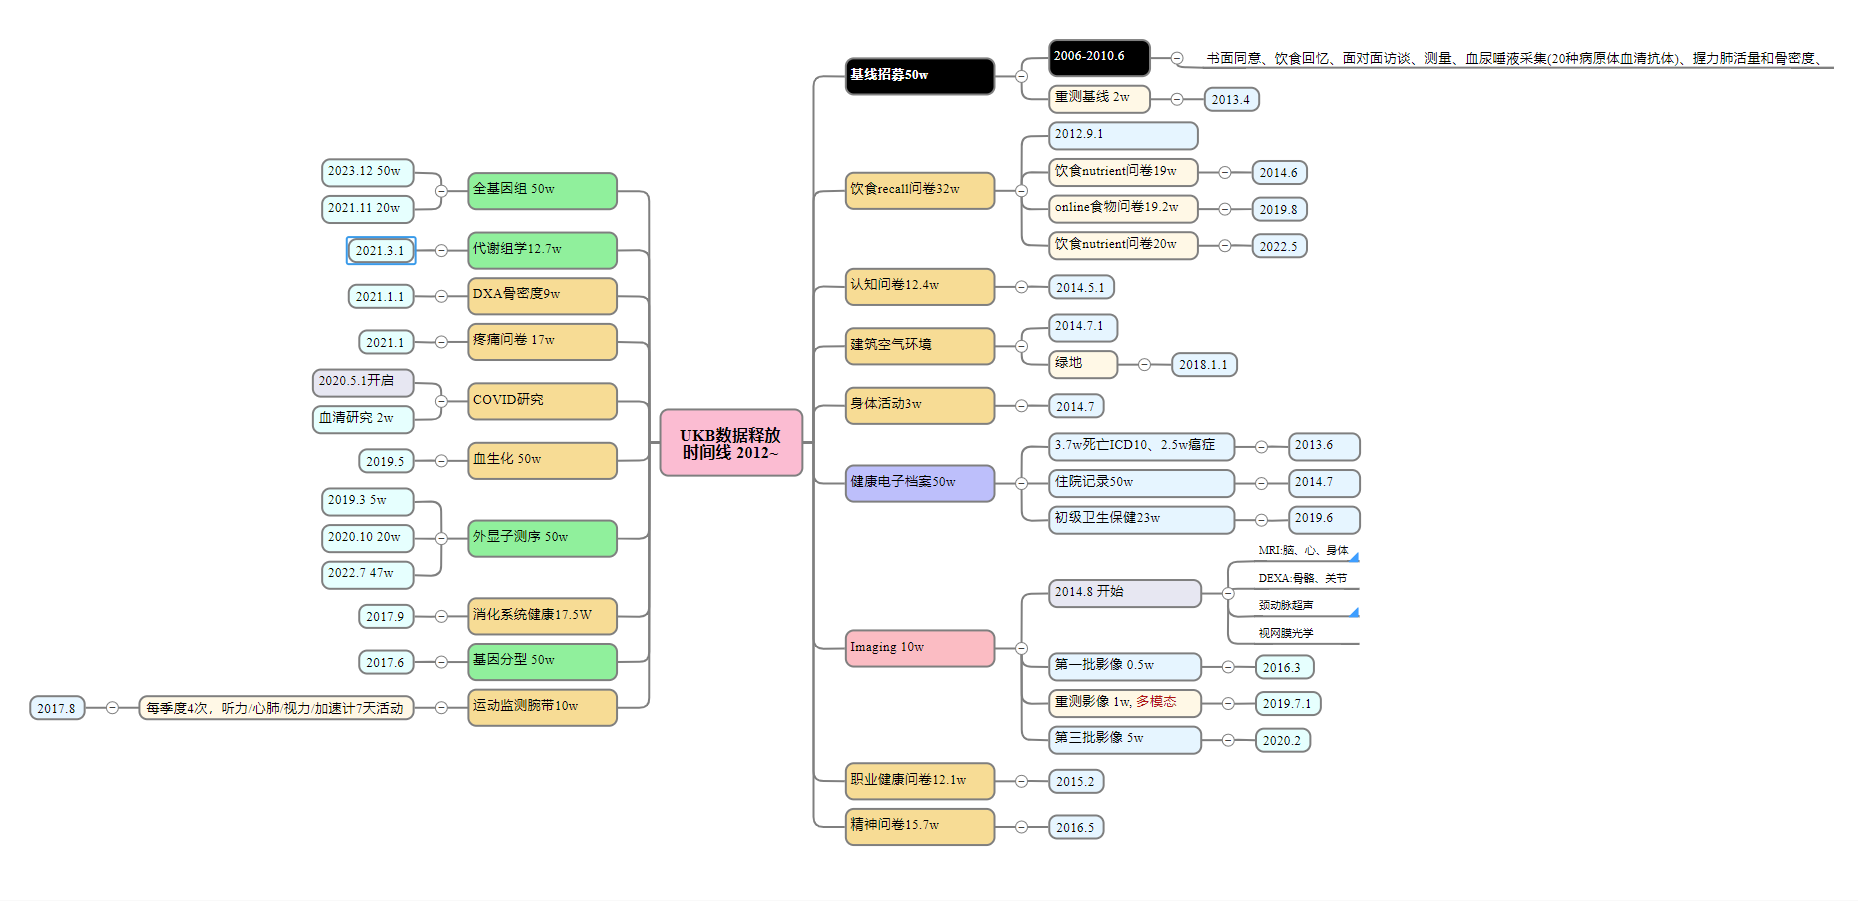 UKB数据释放
时间线 2012~
基线招募50w
2006-2010.6
书面同意、饮食回忆、面对面访谈、测量、血尿唾液采集(20种病原体血清抗体)、握力肺活量和骨密度、
重测基线 2w
2013.4
饮食recall问卷32w
2012.9.1
饮食nutrient问卷19w
2014.6
online食物问卷19.2w
2019.8
饮食nutrient问卷20w
2022.5
认知问卷12.4w
2014.5.1
建筑空气环境
2014.7.1
绿地
2018.1.1
身体活动3w
2014.7
健康电子档案50w
3.7w死亡ICD10、2.5w癌症
2013.6
住院记录50w
2014.7
初级卫生保健23w
2019.6
Imaging 10w
2014.8 开始
MRI:脑、心、身体
DEXA:骨骼、关节
颈动脉超声
视网膜光学
第一批影像 0.5w
2016.3
重测影像 1w, 多模态
2019.7.1
第三批影像 5w
2020.2
职业健康问卷12.1w
2015.2
精神问卷15.7w
2016.5
全基因组 50w
2023.12 50w
2021.11 20w
代谢组学12.7w
2021.3.1
DXA骨密度9w
2021.1.1
疼痛问卷 17w
2021.1
COVID研究
2020.5.1开启
血清研究 2w
血生化 50w
2019.5
外显子测序 50w
2019.3 5w
2020.10 20w
2022.7 47w
消化系统健康17.5W
2017.9
基因分型 50w
2017.6
运动监测腕带10w
每季度4次，听力/心肺/视力/加速计7天活动
2017.8